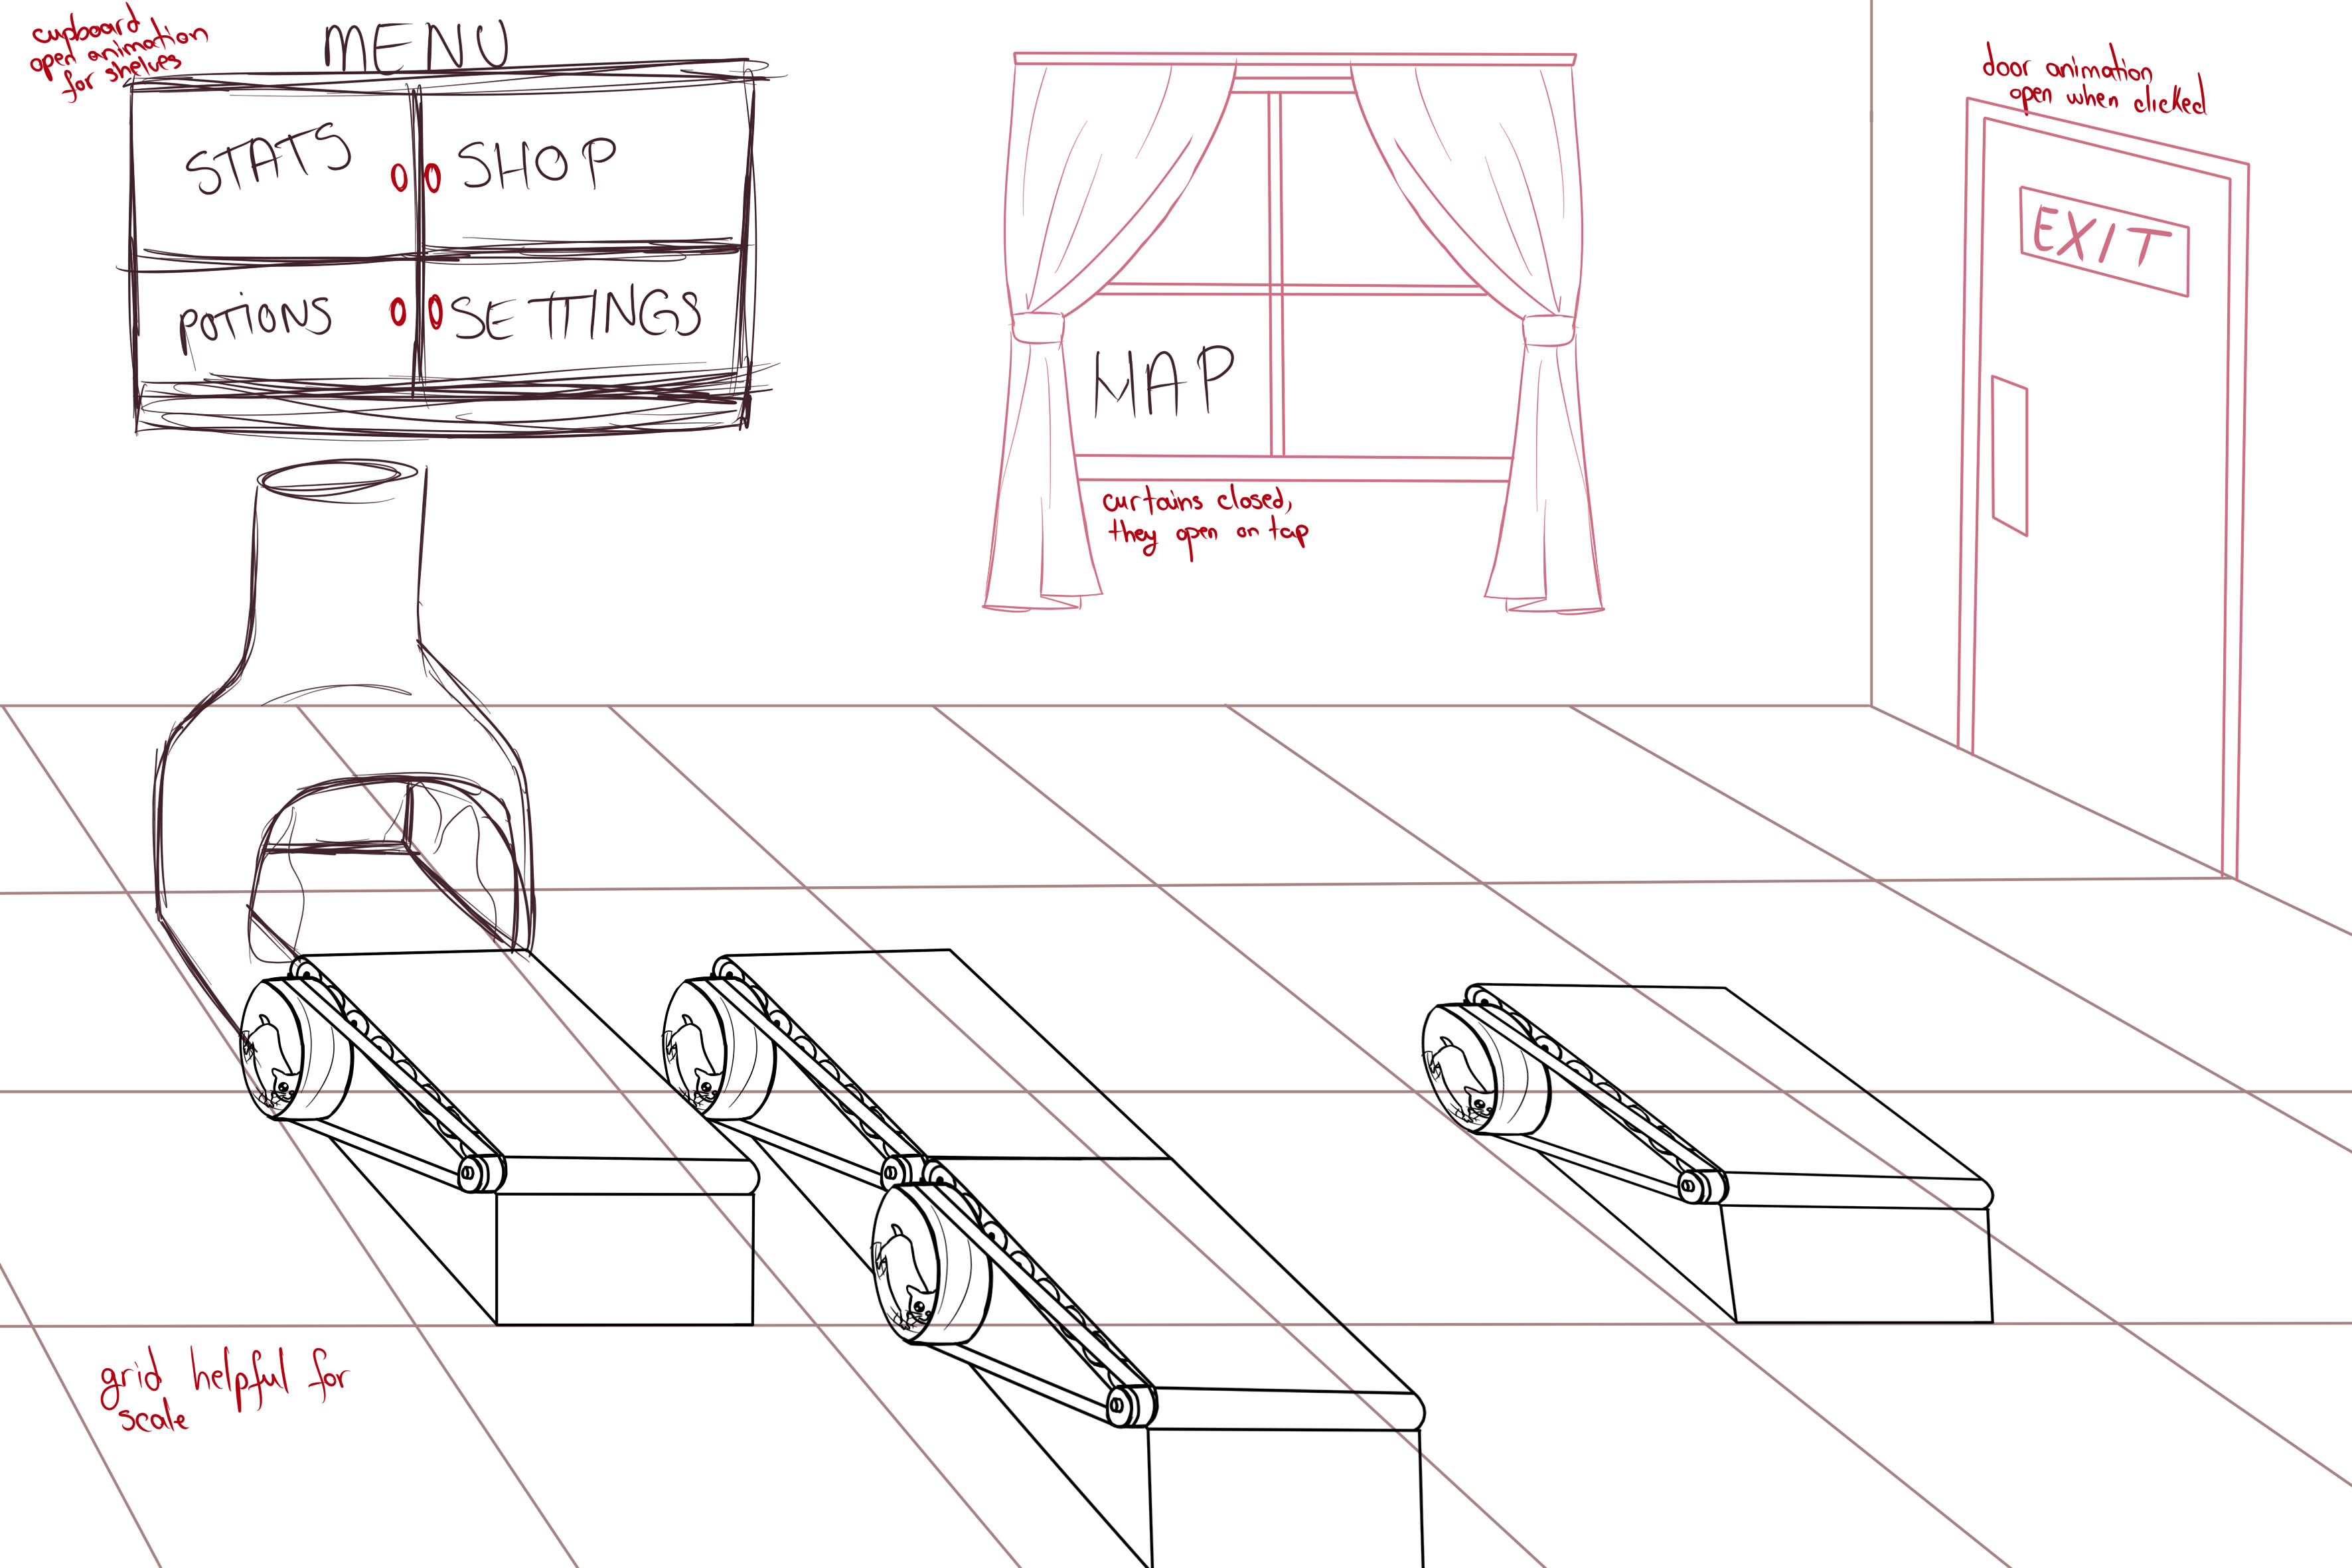 cupboard
oped animation
for shelves
MENU
STATS
SHOP
POTIONS
SETTINGS
MAP
curtains closed,
they open on tap
door animation
open when clicked
EXIT
grid helpful for
scale